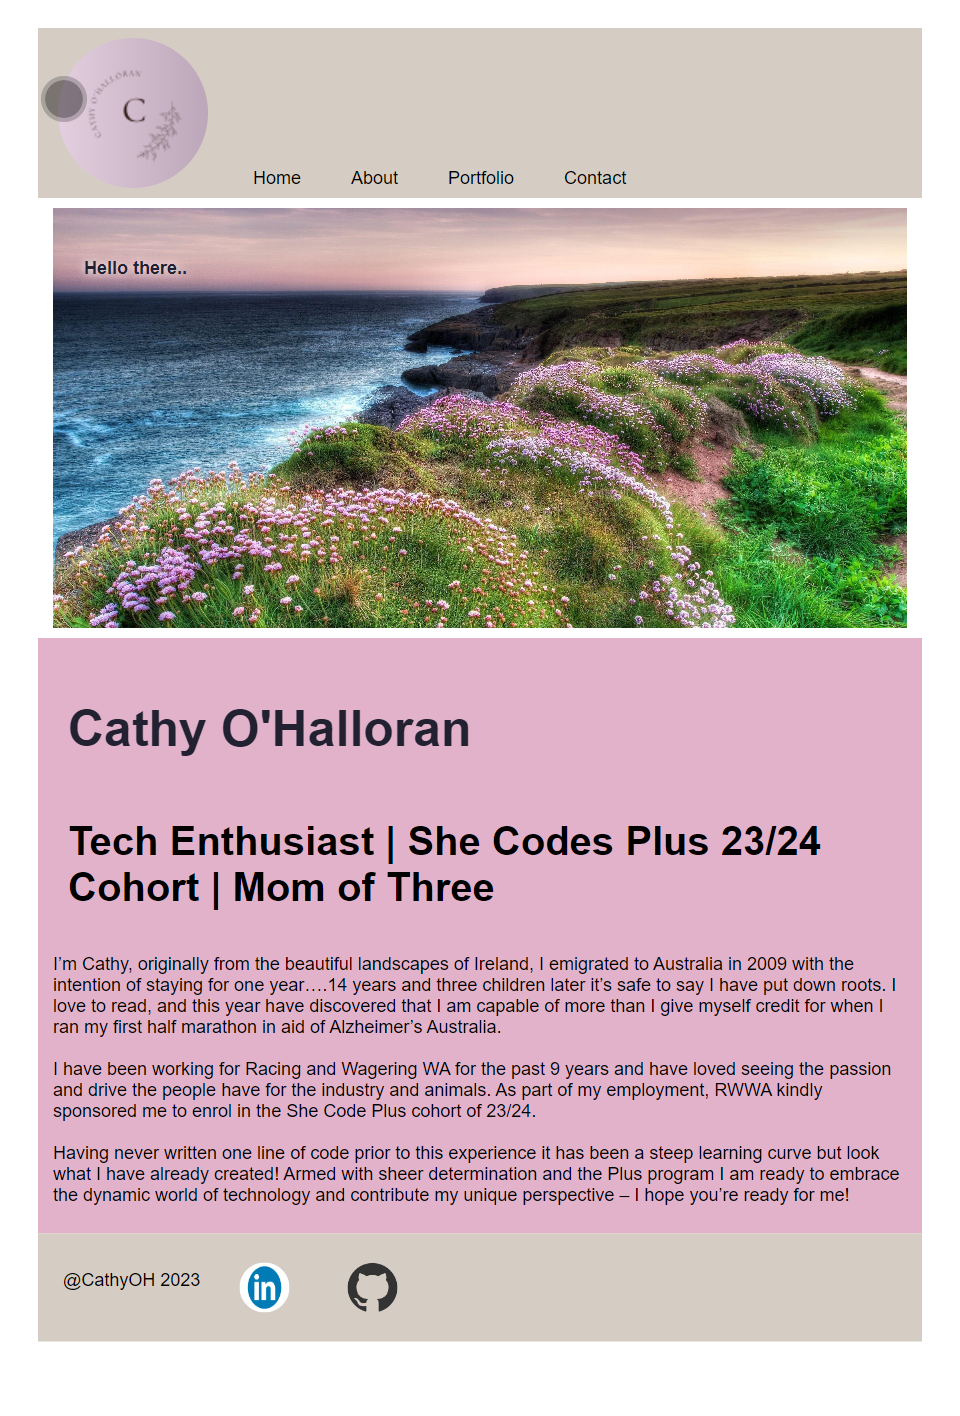 CATHY O'HALLORAN
C
Home About Portfolio Contact
Hello there..
Cathy O'Halloran
Tech Enthusiast | She Codes Plus 23/24
Cohort | Mom of Three
I’m Cathy, originally from the beautiful landscapes of Ireland, I emigrated to Australia in 2009 with the
intention of staying for one year….14 years and three children later it’s safe to say I have put down roots. I
love to read, and this year have discovered that I am capable of more than I give myself credit for when I
ran my first half marathon in aid of Alzheimer’s Australia.
I have been working for Racing and Wagering WA for the past 9 years and have loved seeing the passion
and drive the people have for the industry and animals. As part of my employment, RWWA kindly
sponsored me to enrol in the She Code Plus cohort of 23/24.
Having never written one line of code prior to this experience it has been a steep learning curve but look
what I have already created! Armed with sheer determination and the Plus program I am ready to embrace
the dynamic world of technology and contribute my unique perspective – I hope you’re ready for me!
@CathyOH 2023 in